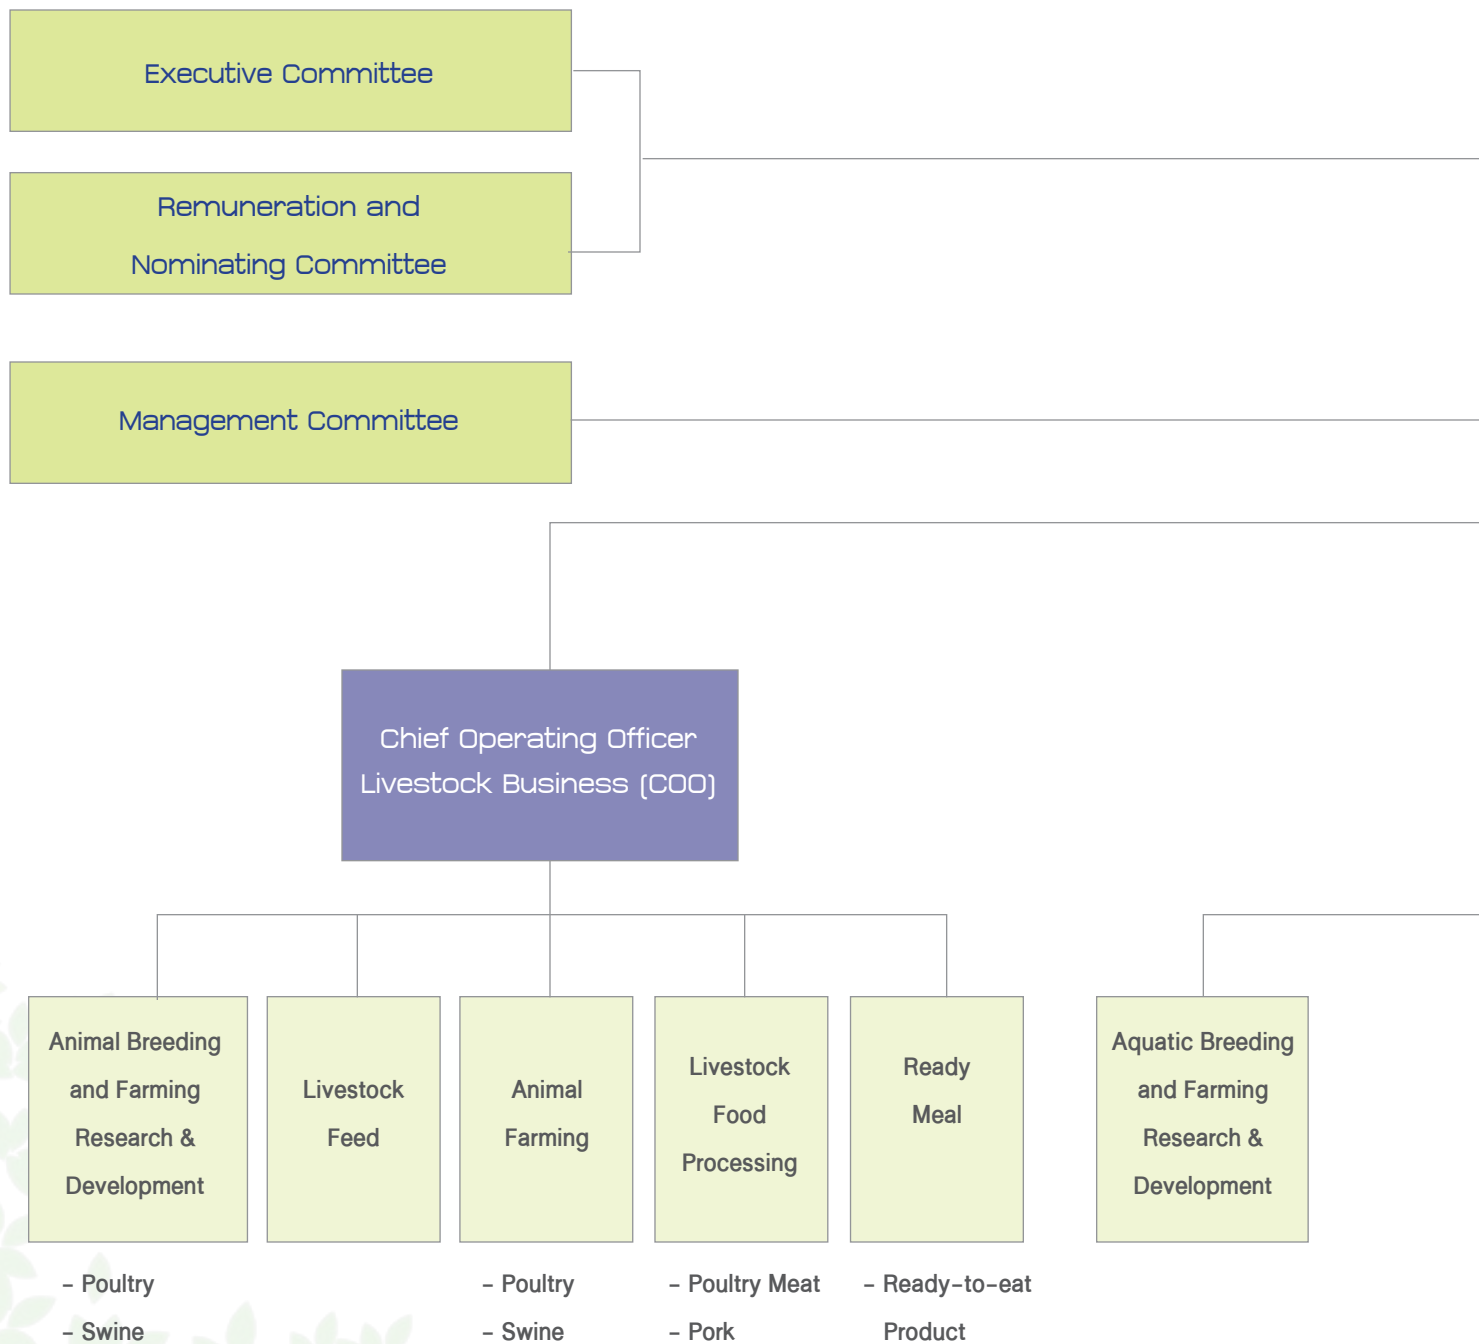 Executive Committee
Remuneration and
Nominating Committee
Management Committee
Chief Operating Officer
Livestock Business (COO)
Animal Breeding
and Farming
Research &
Development
- Poultry
- Swine
Livestock
Feed
Animal
Farming
- Poultry
- Swine
Livestock
Food
Processing
- Poultry Meat
- Pork
Ready
Meal
- Ready-to-eat
Product
Aquatic Breeding
and Farming
Research &
Development